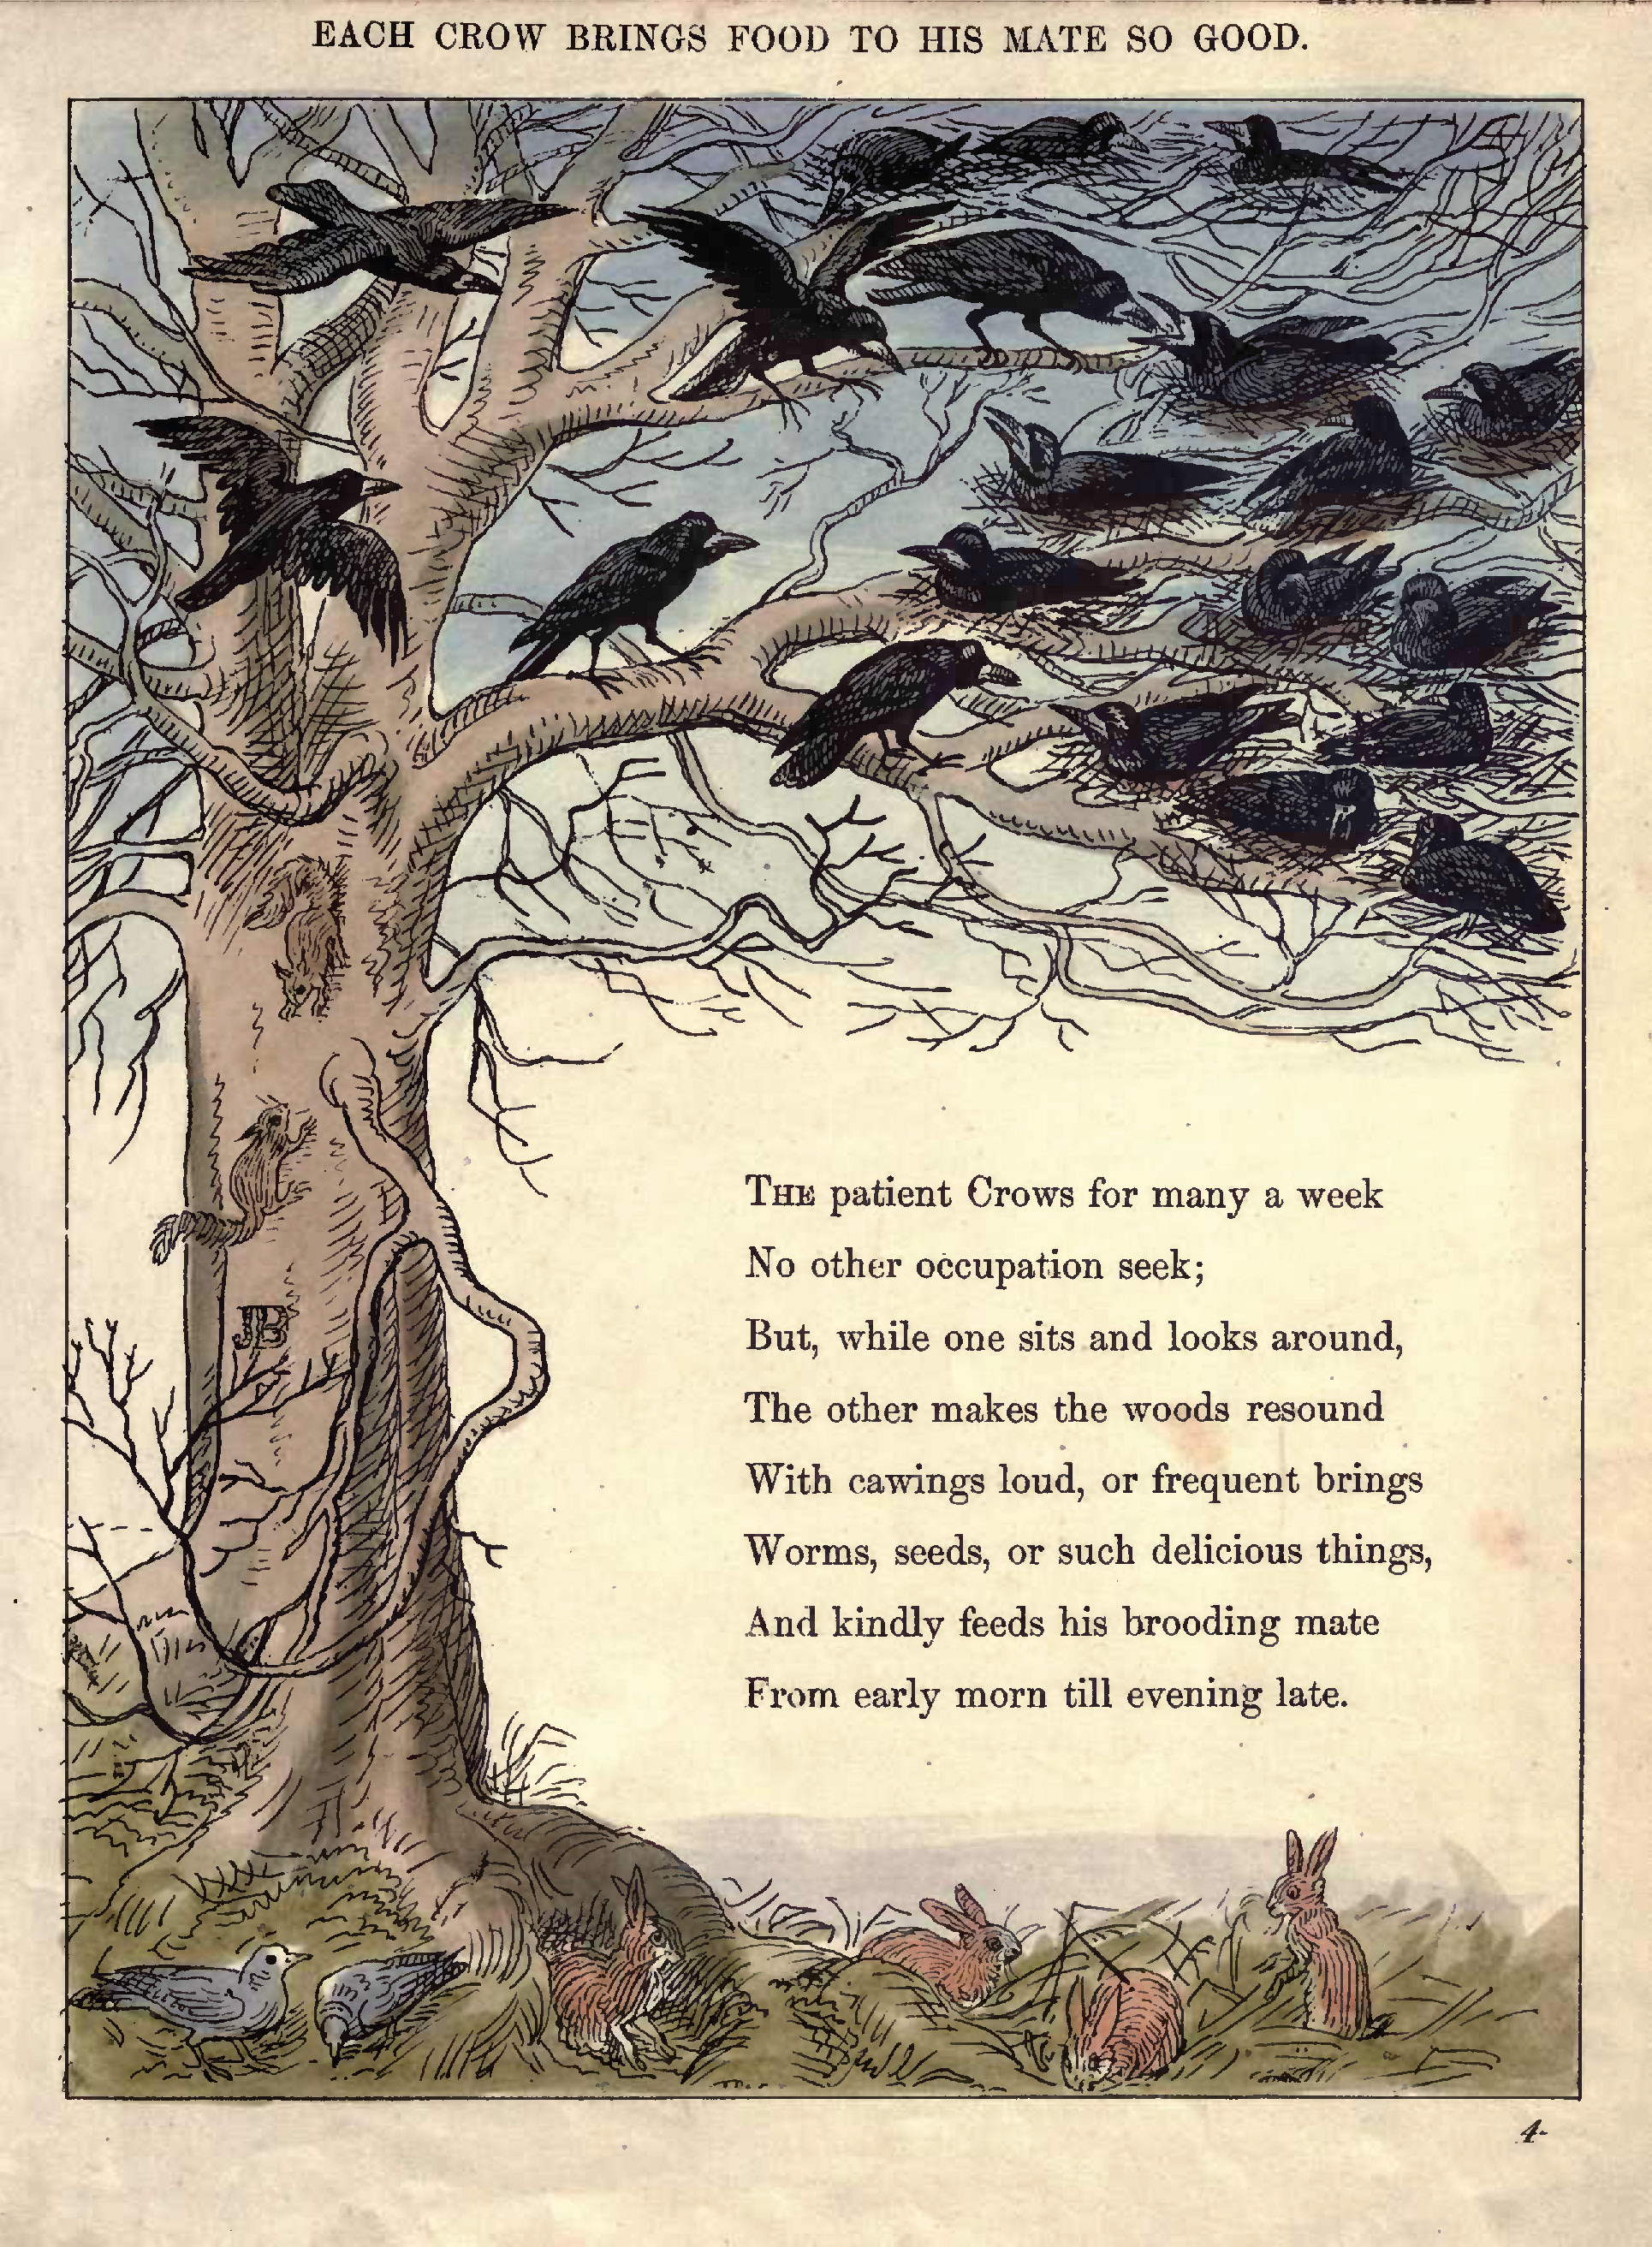 EACH CROW BRINGS FOOD TO HIS MATE SO GOOD.
JB
THE patient Crows for many a week
No other occupation seek;
But, while one sits and looks around,
The other makes the woods resound
With cawings loud, or frequent brings
Worms, seeds, or such delicious things,
And kindly feeds his brooding mate
From early morn till evening late.
4-